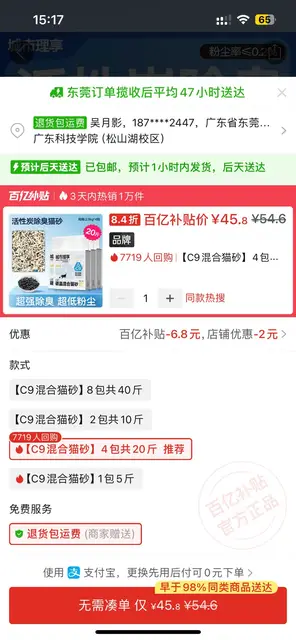 15:17
65
城市理享
粉尘率≤0.
活性炭除臭
东莞订单揽收后平均47小时送达
退货包运费 吴月影，187****2447，广东省东莞...
广东科技学院 (松山湖校区)
预计后天送达 已包邮，预计1小时内发货，后天送达
百亿补贴 3天内热销1万件
活性炭除臭猫砂
20斤
超强除臭 超低粉尘
8.4折 百亿补贴价 ¥45.8 ¥54.6
品牌
7719人回购 |【C9混合猫砂】4包...
1
同款热搜
优惠 百亿补贴-6.8元, 店铺优惠-2元
款式
【C9混合猫砂】8包共40斤
【C9混合猫砂】2包共10斤
7719人回购
【C9混合猫砂】4包共20斤 推荐
【C9混合猫砂】1包5斤
百亿补贴
官方正品
免费服务
退货包运费 (商家赠送)
使用 支付宝，更换先用后付可0元下单
早于98%同类商品送达
无需凑单 仅 ¥45.8 ¥54.6